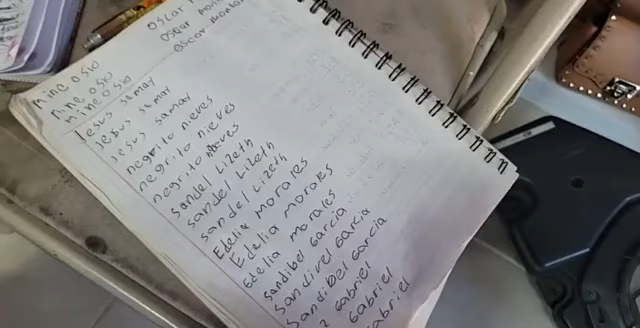 nine osio
nine osio
nine osio
Jesus samay
Jesus samay
Jesus samay
negrito nieves
negrito nieves
negrito nieves
Sandel Lizeth
Sandel Lizeth
Sandel Lizeth
Edelia morales
Edelia morales
Edelia morales
Sandibel Garcia
Sandibel Garcia
Sandibel Garcia
Gabriel
Gabriel
Gabriel
Oscar
Oscar
Oscar